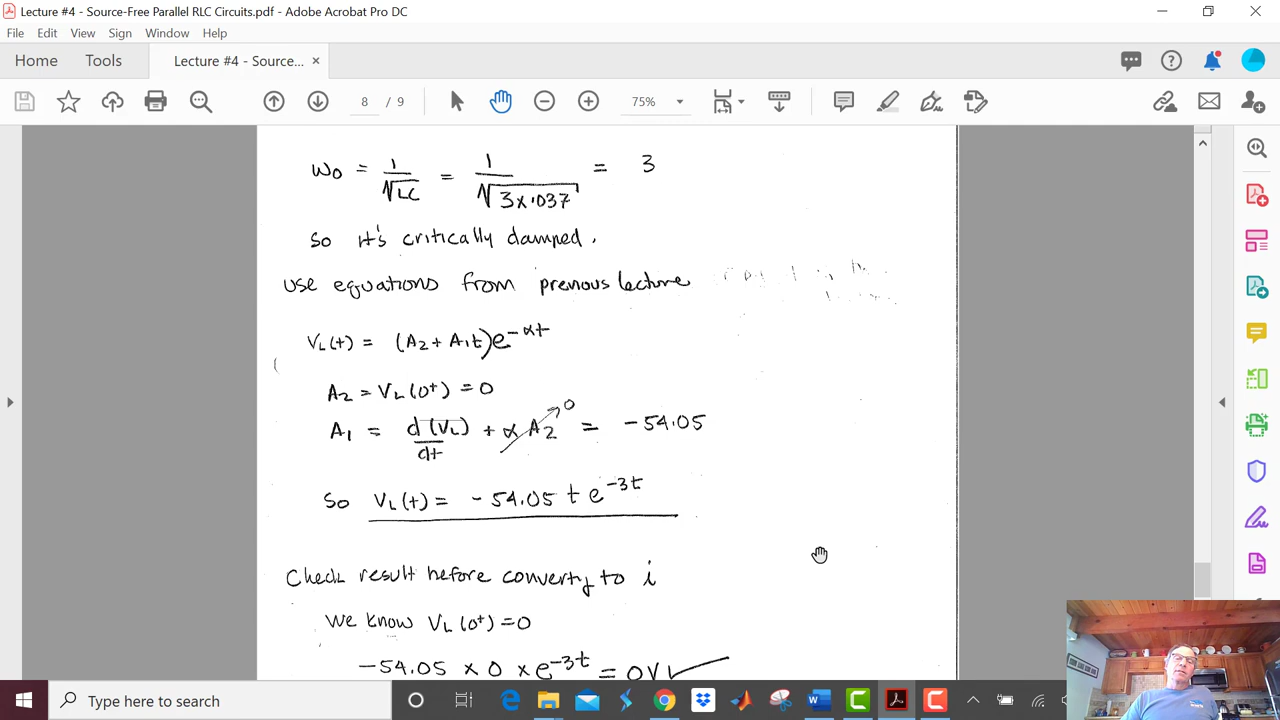 Lecture #4 - Source-Free Parallel RLC Circuits.pdf - Adobe Acrobat Pro DC
File Edit View Sign Window Help
Home Tools Lecture #4 - Source... ×
8 / 9 75%
W0 = 1/√LC = 1/√3×.037 = 3
So it's critically damped.
use equations from previous lecture
VL(t) = (A2 + A1t)e^-αt
A2 = VL(0+) = 0
A1 = d(VL)/dt + αA2 → 0 = -54.05
So VL(t) = -54.05 t e^-3t
Check result before converty to i
We know VL(0+) = 0
-54.05 × 0 × e^-3t = 0V ✓
Type here to search